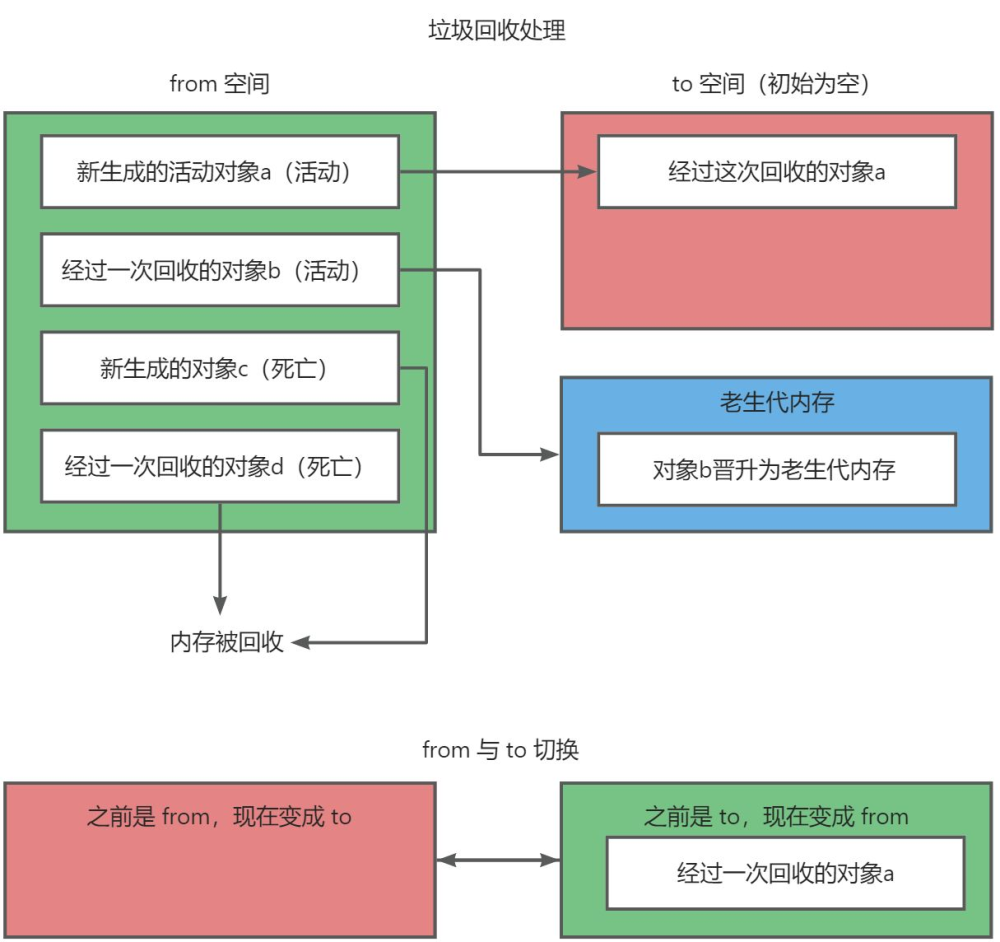 垃圾回收处理
from 空间
to 空间（初始为空）
新生成的活动对象a（活动）
经过这次回收的对象a
经过一次回收的对象b（活动）
新生成的对象c（死亡）
老生代内存
经过一次回收的对象d（死亡）
对象b晋升为老生代内存
内存被回收
from 与 to 切换
之前是 from，现在变成 to
之前是 to，现在变成 from
经过一次回收的对象a